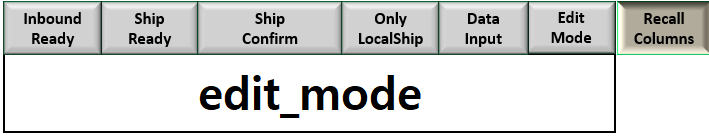 Inbound Ready
Ship Ready
Ship Confirm
Only LocalShip
Data Input
Edit Mode
Recall Columns
edit_mode